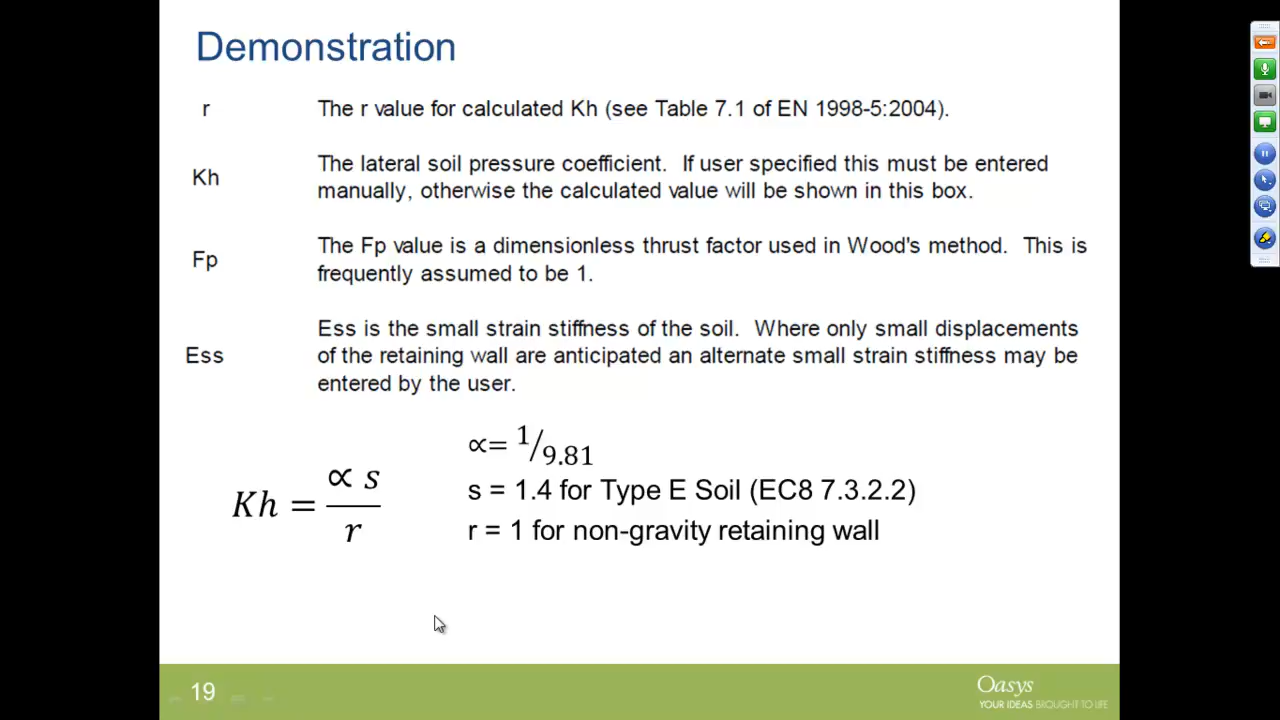 Demonstration
r The r value for calculated Kh (see Table 7.1 of EN 1998-5:2004).
Kh The lateral soil pressure coefficient. If user specified this must be entered
manually, otherwise the calculated value will be shown in this box.
Fp The Fp value is a dimensionless thrust factor used in Wood's method. This is
frequently assumed to be 1.
Ess Ess is the small strain stiffness of the soil. Where only small displacements
of the retaining wall are anticipated an alternate small strain stiffness may be
entered by the user.
Kh = ∝ s / r
∝= 1/9.81
s = 1.4 for Type E Soil (EC8 7.3.2.2)
r = 1 for non-gravity retaining wall
19
Oasys
YOUR IDEAS BROUGHT TO LIFE